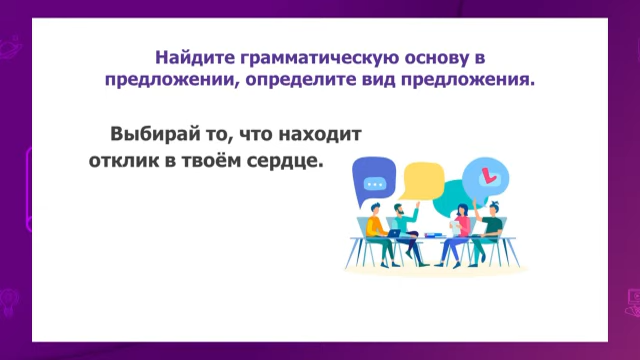 Найдите грамматическую основу в
предложении, определите вид предложения.
Выбирай то, что находит
отклик в твоём сердце.